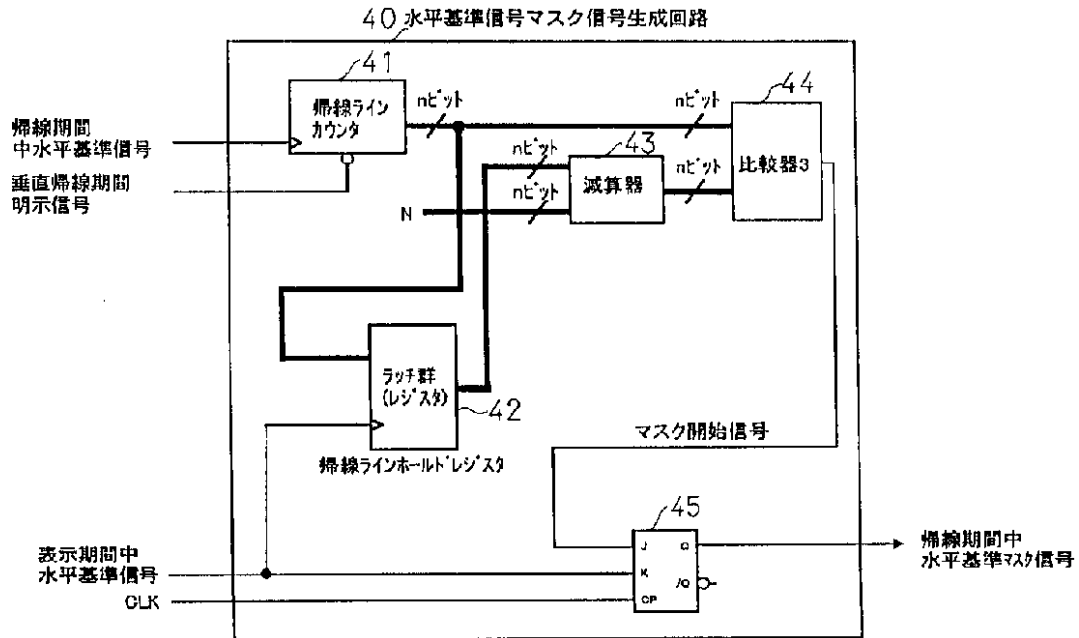 40 水平基準信号マスク信号生成回路
41
帰線ライン
カウンタ
nビット
nビット
44
比較器3
帰線期間
中水平基準信号
垂直帰線期間
明示信号
nビット
43
減算器
nビット
nビット
N
ラッチ群
(レジスタ)
42
帰線ラインホールドレジスタ
マスク開始信号
45
J
Q
K
/Q
CP
表示期間中
水平基準信号
CLK
帰線期間中
水平基準マスク信号